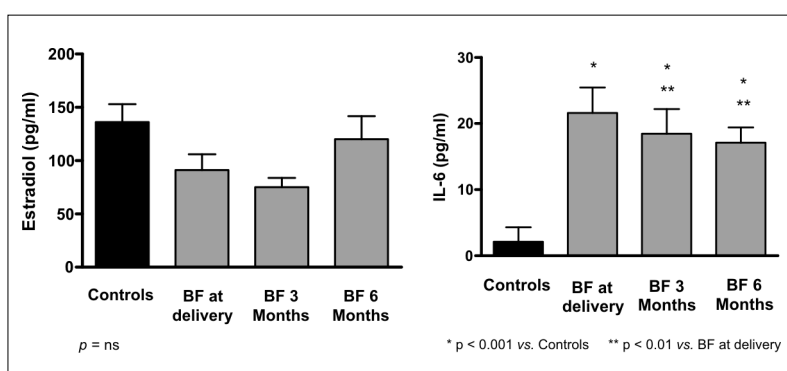 200
150
100
50
0
Estradiol (pg/ml)
Controls
BF at
delivery
BF 3
Months
BF 6
Months
p = ns
30
20
10
0
IL-6 (pg/ml)
*
*
**
*
**
Controls
BF at
delivery
BF 3
Months
BF 6
Months
* p < 0.001 vs. Controls ** p < 0.01 vs. BF at delivery